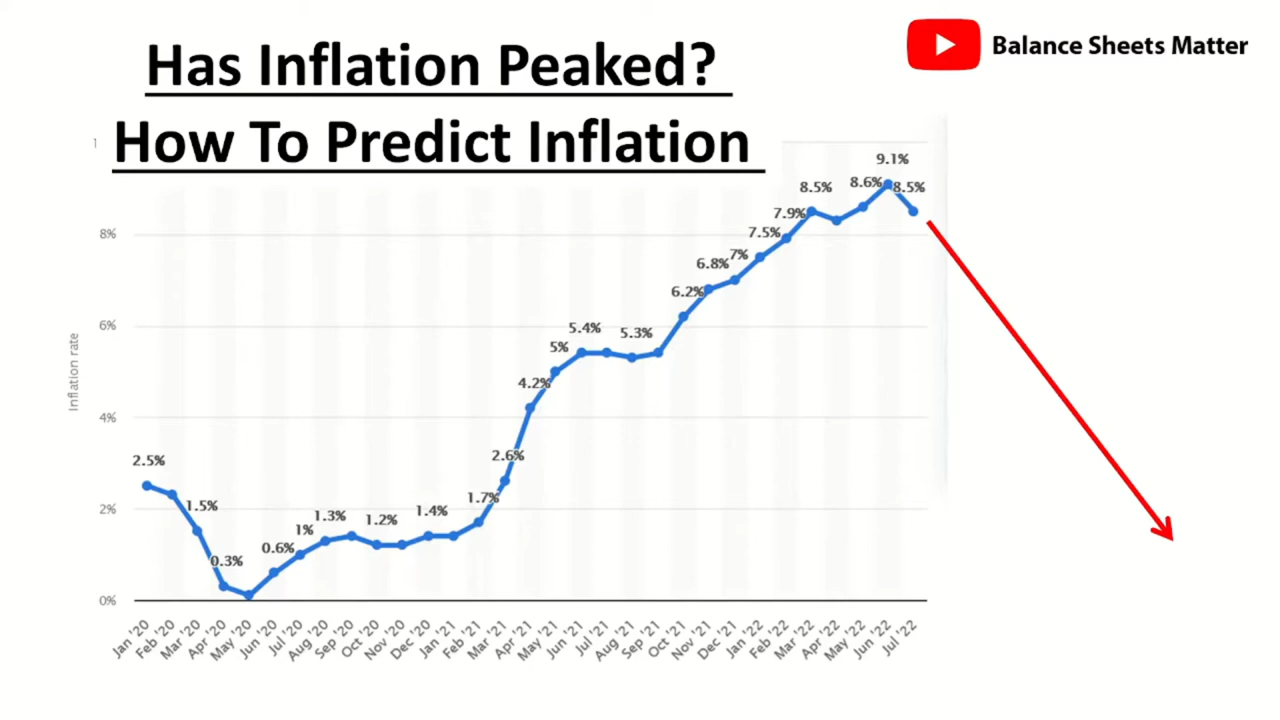 Has Inflation Peaked?
How To Predict Inflation
Balance Sheets Matter
1
8%
6%
4%
2%
0%
Inflation rate
2.5%
1.5%
0.3%
0.6%
1%
1.3%
1.2%
1.4%
1.7%
2.6%
4.2%
5%
5.4%
5.3%
6.2%
6.8%
7%
7.5%
7.9%
8.5%
8.6%
9.1%
8.5%
Jan '20
Feb '20
Mar '20
Apr '20
May '20
Jun '20
Jul '20
Aug '20
Sep '20
Oct '20
Nov '20
Dec '20
Jan '21
Feb '21
Mar '21
Apr '21
May '21
Jun '21
Jul '21
Aug '21
Sep '21
Oct '21
Nov '21
Dec '21
Jan '22
Feb '22
Mar '22
Apr '22
May '22
Jun '22
Jul '22